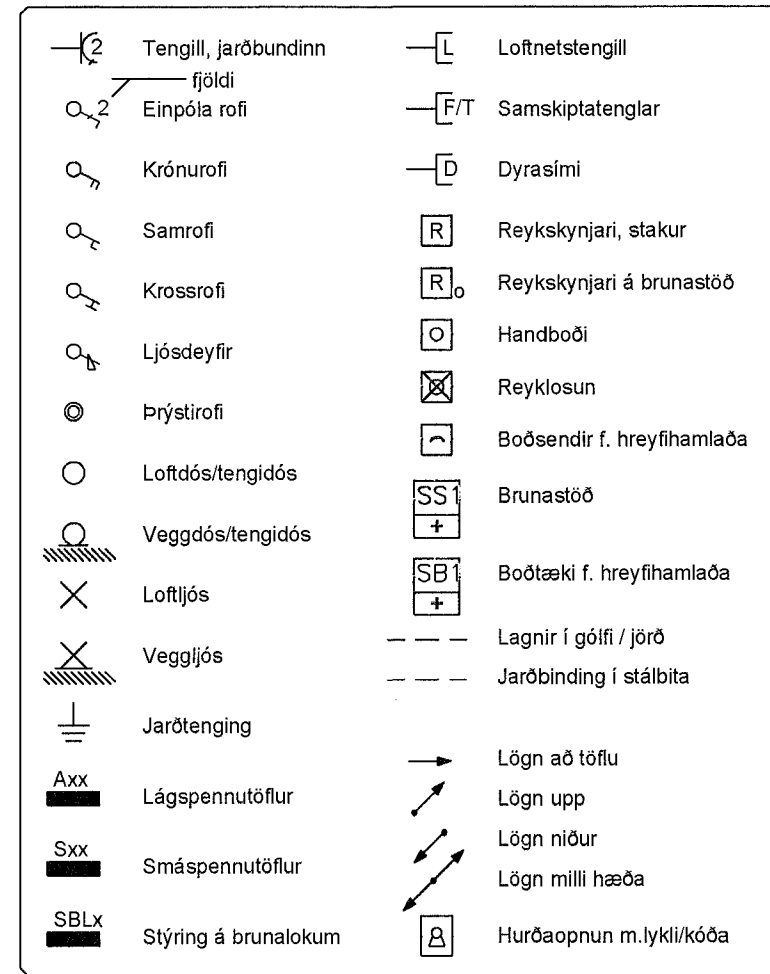 2 Tengill, jarðbundinn
fjöldi
2 Einpóla rofi
Krónurofi
Samrofi
Krossrofi
Ljósdeyfir
Þrýstirofi
Loftdós/tengidós
Veggdós/tengidós
Loftljós
Veggljós
Jarðtenging
Axx Lágspennutöflur
Sxx Smáspennutöflur
SBLx Stýring á brunalokum
L Loftnetstengill
F/T Samskiptatenglar
D Dyrasími
R Reykskynjari, stakur
R o Reykskynjari á brunastöð
Handboði
Reyklosun
Boðsendir f. hreyfihamlaða
SS1 Brunastöð
+
SB1 Boðtæki f. hreyfihamlaða
+
Lagnir í gólfi / jörð
Jarðbinding í stálbita
Lögn að töflu
Lögn upp
Lögn niður
Lögn milli hæða
Hurðaopnun m.lykli/kóða